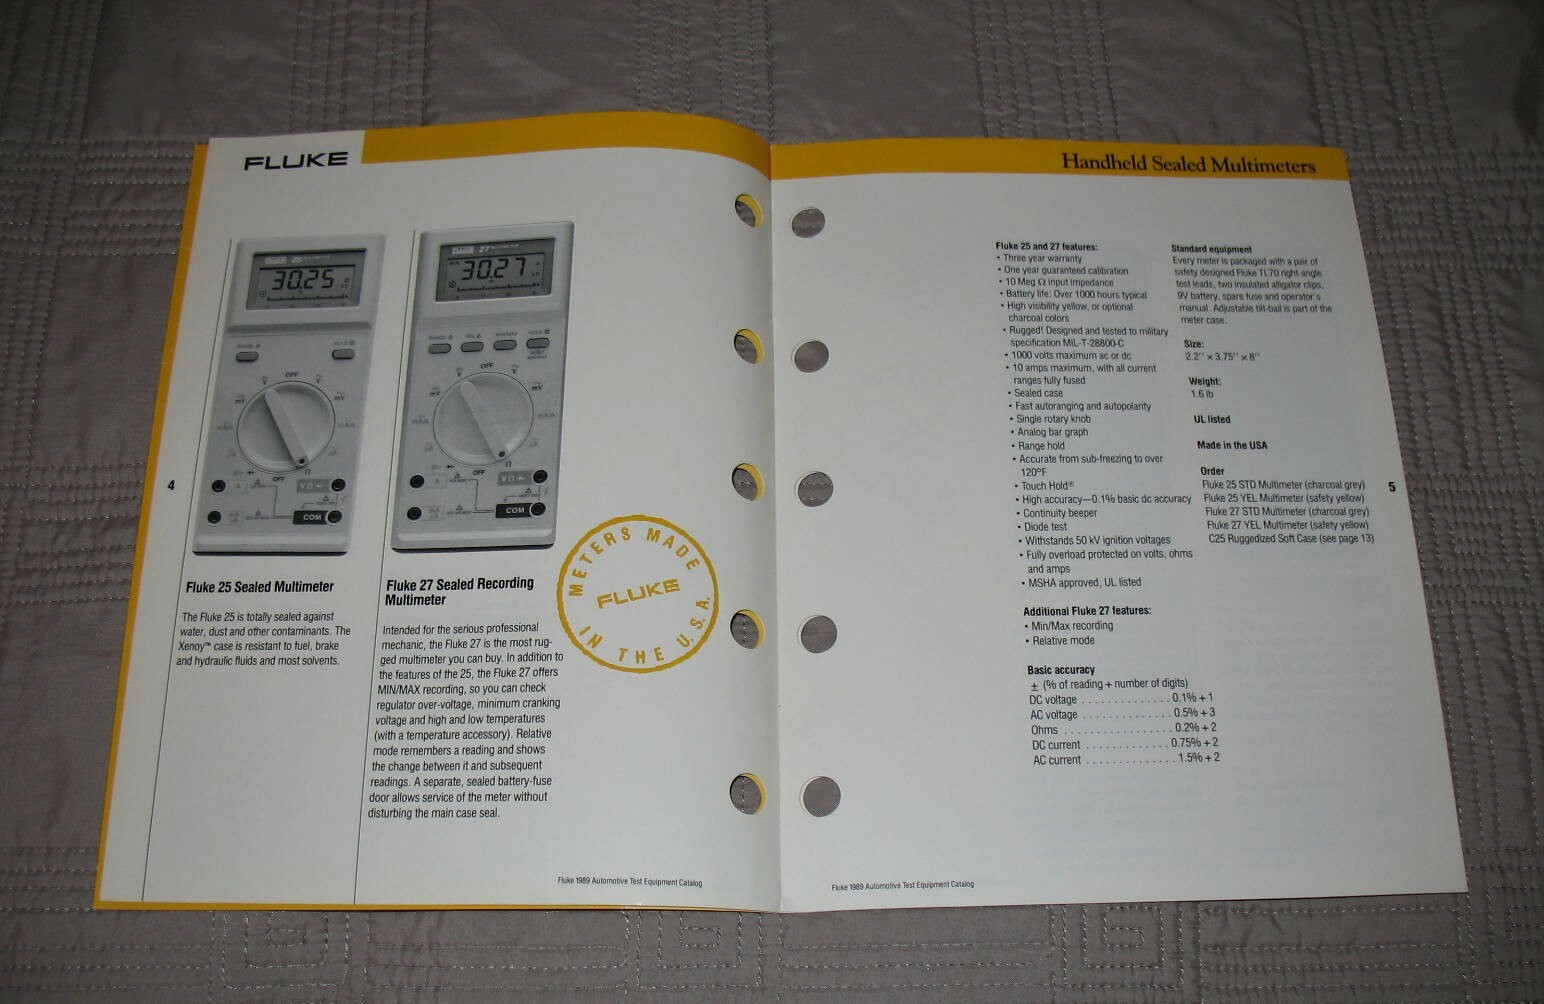 FLUKE
25
30.25
27
30.27
HOLD
RANGE
MIN/MAX
HOLD
OFF
V
mV
OFF
V
mV
Ω
OFF
COM
Ω
OFF
COM
4
Fluke 25 Sealed Multimeter
The Fluke 25 is totally sealed against
water, dust and other contaminants. The
Xenoy™ case is resistant to fuel, brake
and hydraulic fluids and most solvents.
Fluke 27 Sealed Recording
Multimeter
Intended for the serious professional
mechanic, the Fluke 27 is the most rug-
ged multimeter you can buy. In addition to
the features of the 25, the Fluke 27 offers
MIN/MAX recording, so you can check
regulator over-voltage, minimum cranking
voltage and high and low temperatures
(with a temperature accessory). Relative
mode remembers a reading and shows
the change between it and subsequent
readings. A separate, sealed battery-fuse
door allows service of the meter without
disturbing the main case seal.
METERS MADE
FLUKE
IN THE U.S.A.
Fluke 1989 Automotive Test Equipment Catalog
Handheld Sealed Multimeters
Fluke 25 and 27 features:
• Three year warranty
• One year guaranteed calibration
• 10 Meg Ω input impedance
• Battery life: Over 1000 hours typical
• High visibility yellow, or optional
charcoal colors
• Rugged! Designed and tested to military
specification MIL-T-28800-C
• 1000 volts maximum ac or dc
• 10 amps maximum, with all current
ranges fully fused
• Sealed case
• Fast autoranging and autopolarity
• Single rotary knob
• Analog bar graph
• Range hold
• Accurate from sub-freezing to over
120°F
• Touch Hold®
• High accuracy—0.1% basic dc accuracy
• Continuity beeper
• Diode test
• Withstands 50 kV ignition voltages
• Fully overload protected on volts, ohms
and amps
• MSHA approved, UL listed
Additional Fluke 27 features:
• Min/Max recording
• Relative mode
Basic accuracy
± (% of reading + number of digits)
DC voltage . . . . . . . . . . . . . . 0.1% + 1
AC voltage . . . . . . . . . . . . . . 0.5% + 3
Ohms . . . . . . . . . . . . . . . . . 0.2% + 2
DC current . . . . . . . . . . . . . 0.75% + 2
AC current . . . . . . . . . . . . . . 1.5% + 2
Standard equipment
Every meter is packaged with a pair of
safety designed Fluke TL70 right-angle
test leads, two insulated alligator clips,
9V battery, spare fuse and operator's
manual. Adjustable tilt-bail is part of the
meter case.
Size:
2.2'' × 3.75'' × 8''
Weight:
1.6 lb
UL listed
Made in the USA
Order
Fluke 25 STD Multimeter (charcoal grey)
Fluke 25 YEL Multimeter (safety yellow)
Fluke 27 STD Multimeter (charcoal grey)
Fluke 27 YEL Multimeter (safety yellow)
C25 Ruggedized Soft Case (see page 13)
5
Fluke 1989 Automotive Test Equipment Catalog